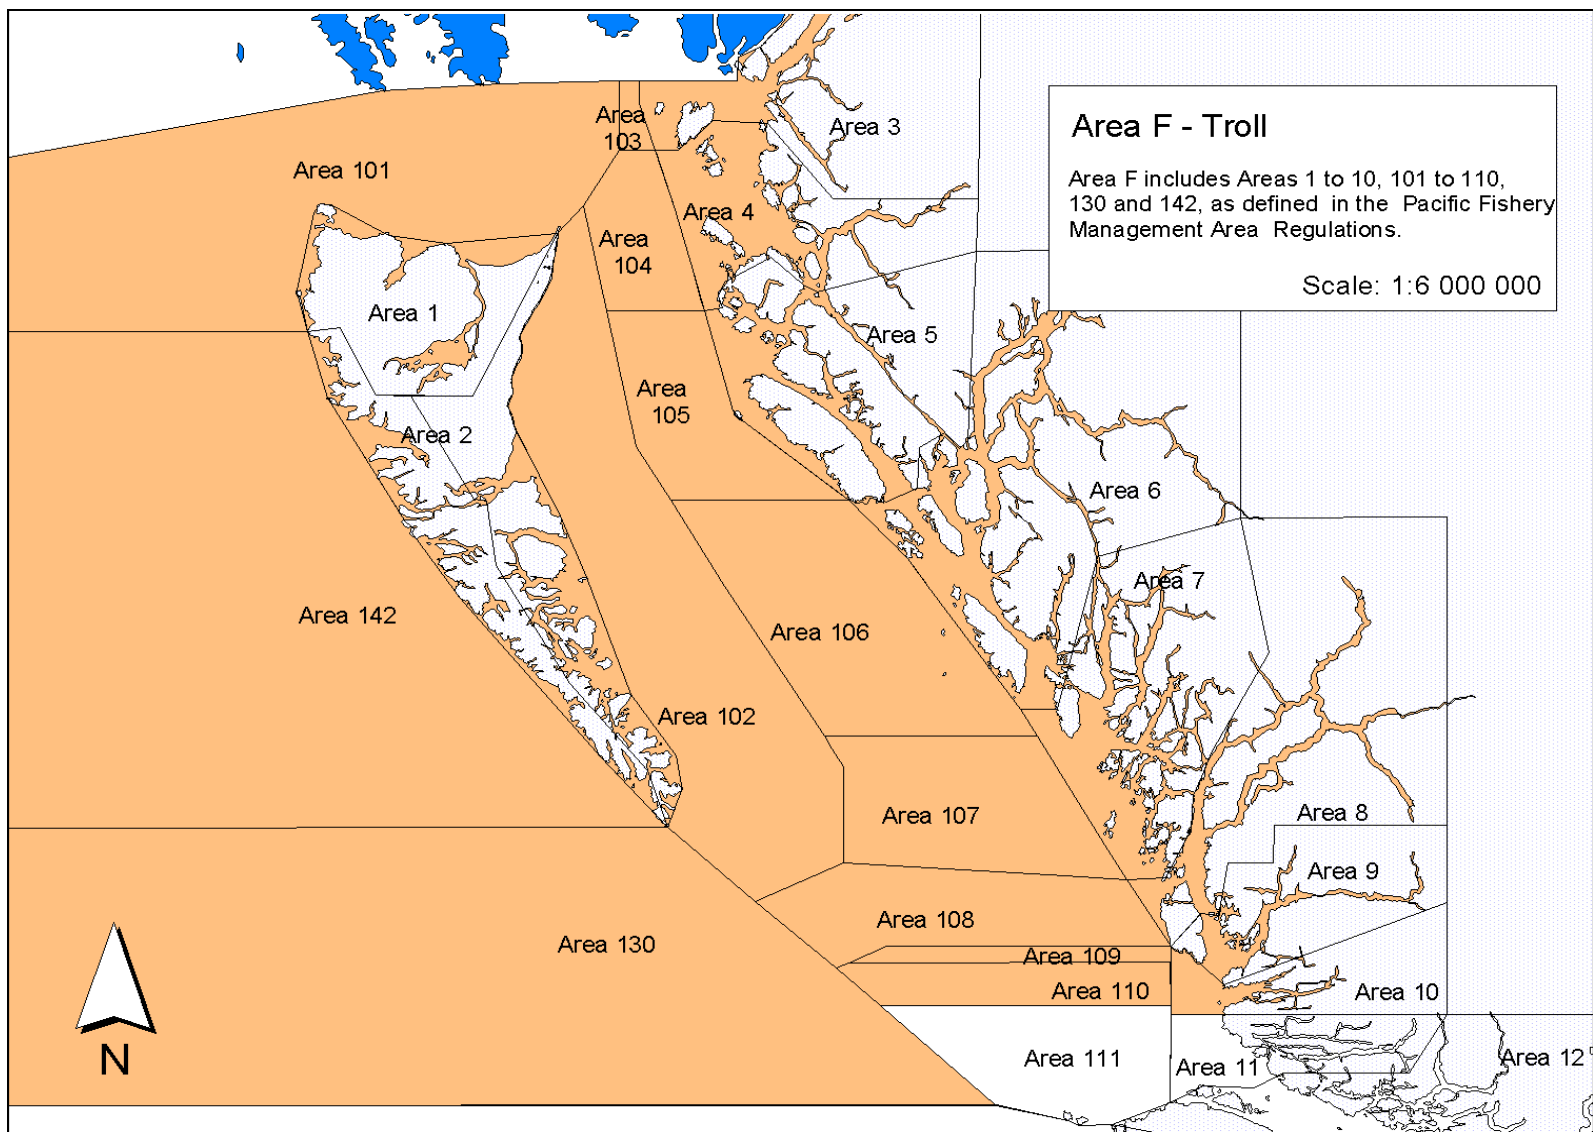 Area F - Troll
Area F includes Areas 1 to 10, 101 to 110,
130 and 142, as defined in the Pacific Fishery
Management Area Regulations.
Scale: 1:6 000 000
Area
103
Area 3
Area 101
Area 4
Area
104
Area 1
Area 5
Area
105
Area 2
Area 6
Area 7
Area 142
Area 106
Area 102
Area 107
Area 8
Area 9
Area 108
Area 130
Area 109
Area 110
Area 10
Area 111
Area 11
Area 12
N